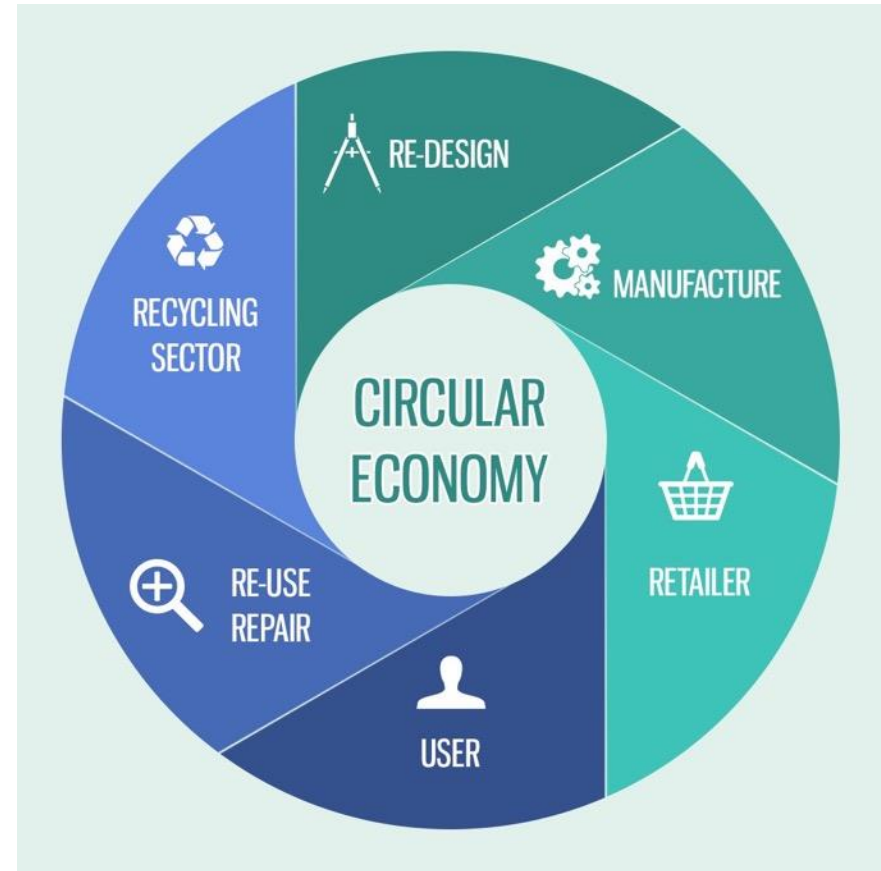 RE-DESIGN
MANUFACTURE
RETAILER
USER
RE-USE
REPAIR
RECYCLING
SECTOR
CIRCULAR
ECONOMY